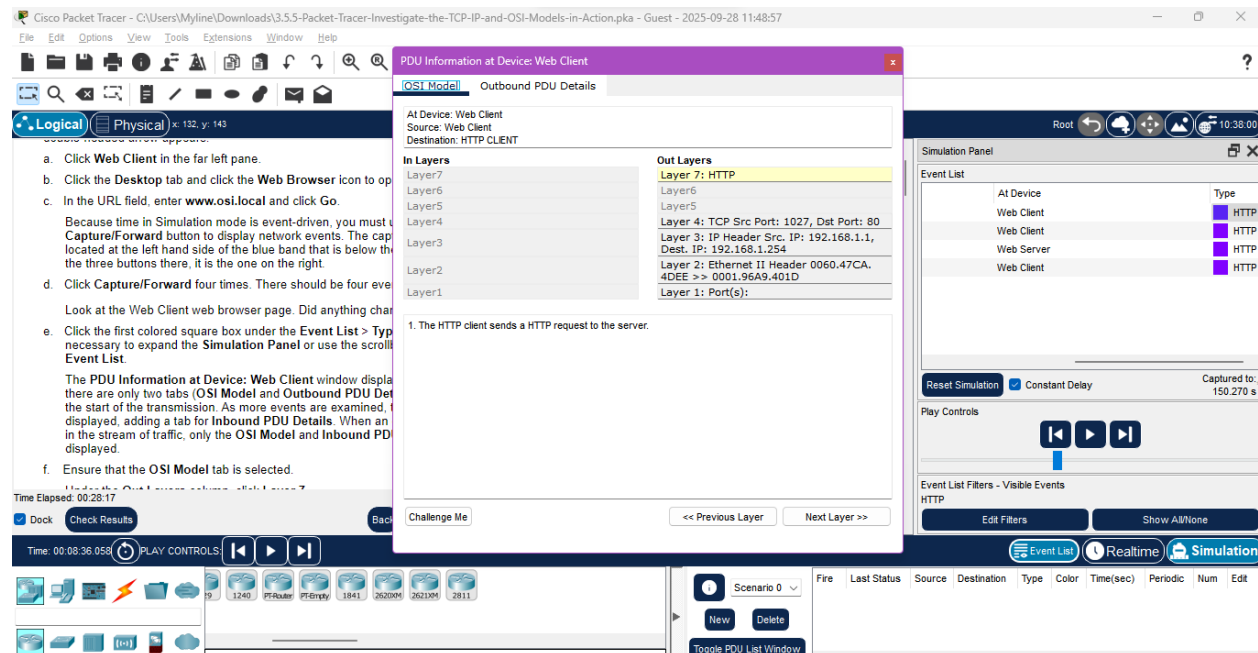 Cisco Packet Tracer - C:\Users\Myline\Downloads\3.5.5-Packet-Tracer-Investigate-the-TCP-IP-and-OSI-Models-in-Action.pka - Guest - 2025-09-28 11:48:57
File Edit Options View Tools Extensions Window Help
Logical Physical x: 132, y: 143
Root 10:38:00
a. Click Web Client in the far left pane.
b. Click the Desktop tab and click the Web Browser icon to op
c. In the URL field, enter www.osi.local and click Go.
Because time in Simulation mode is event-driven, you must u
Capture/Forward button to display network events. The cap
located at the left hand side of the blue band that is below the
the three buttons there, it is the one on the right.
d. Click Capture/Forward four times. There should be four eve
Look at the Web Client web browser page. Did anything char
e. Click the first colored square box under the Event List > Typ
necessary to expand the Simulation Panel or use the scroll
Event List.
The PDU Information at Device: Web Client window displa
there are only two tabs (OSI Model and Outbound PDU Det
the start of the transmission. As more events are examined, t
displayed, adding a tab for Inbound PDU Details. When an
in the stream of traffic, only the OSI Model and Inbound PD
displayed.
f. Ensure that the OSI Model tab is selected.
Time Elapsed: 00:28:17
Dock Check Results Back
PDU Information at Device: Web Client x
OSI Model Outbound PDU Details
At Device: Web Client
Source: Web Client
Destination: HTTP CLIENT
In Layers Out Layers
Layer7 Layer 7: HTTP
Layer6 Layer6
Layer5 Layer5
Layer4 Layer 4: TCP Src Port: 1027, Dst Port: 80
Layer3 Layer 3: IP Header Src. IP: 192.168.1.1,
Dest. IP: 192.168.1.254
Layer2 Layer 2: Ethernet II Header 0060.47CA.
4DEE >> 0001.96A9.401D
Layer1 Layer 1: Port(s):
1. The HTTP client sends a HTTP request to the server.
Challenge Me << Previous Layer Next Layer >>
Simulation Panel
Event List
At Device Type
Web Client HTTP
Web Client HTTP
Web Server HTTP
Web Client HTTP
Reset Simulation Constant Delay Captured to:
150.270 s
Play Controls
Event List Filters - Visible Events
HTTP
Edit Filters Show All/None
Time: 00:08:36.058 PLAY CONTROLS:
Event List Realtime Simulation
1240 PT-Router PT-Empty 1841 2620XM 2621XM 2811
Scenario 0
New Delete
Toggle PDU List Window
Fire Last Status Source Destination Type Color Time(sec) Periodic Num Edit